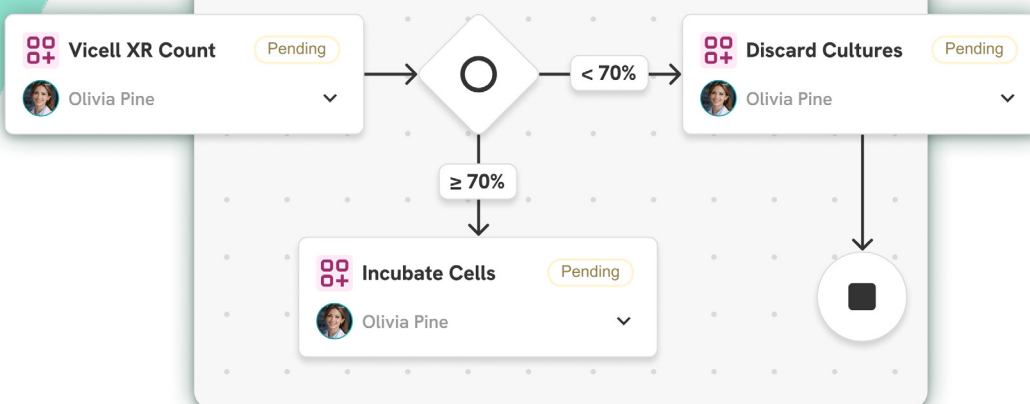 Vicell XR Count
Pending
Olivia Pine
< 70%
Discard Cultures
Pending
Olivia Pine
≥ 70%
Incubate Cells
Pending
Olivia Pine